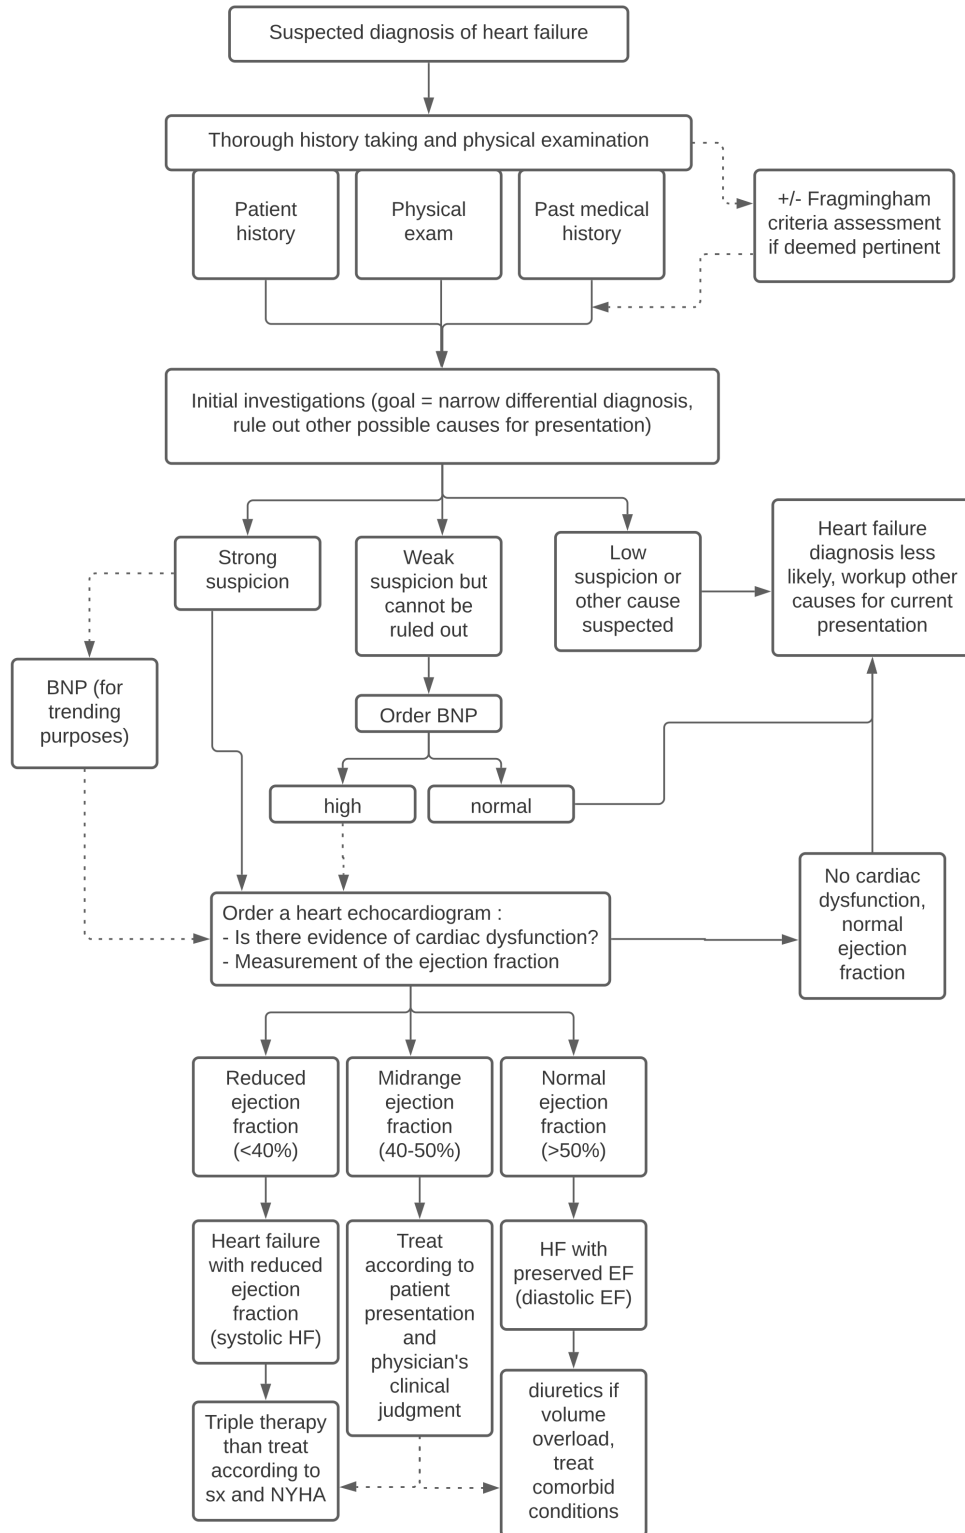 Suspected diagnosis of heart failure
Thorough history taking and physical examination
Patient
history
Physical
exam
Past medical
history
+/- Fragmingham
criteria assessment
if deemed pertinent
Initial investigations (goal = narrow differential diagnosis,
rule out other possible causes for presentation)
Strong
suspicion
Weak
suspicion but
cannot be
ruled out
Low
suspicion or
other cause
suspected
Heart failure
diagnosis less
likely, workup other
causes for current
presentation
BNP (for
trending
purposes)
Order BNP
high
normal
Order a heart echocardiogram :
- Is there evidence of cardiac dysfunction?
- Measurement of the ejection fraction
No cardiac
dysfunction,
normal
ejection
fraction
Reduced
ejection
fraction
(<40%)
Midrange
ejection
fraction
(40-50%)
Normal
ejection
fraction
(>50%)
Heart failure
with reduced
ejection
fraction
(systolic HF)
Treat
according to
patient
presentation
and
physician's
clinical
judgment
HF with
preserved EF
(diastolic EF)
Triple therapy
than treat
according to
sx and NYHA
diuretics if
volume
overload,
treat
comorbid
conditions